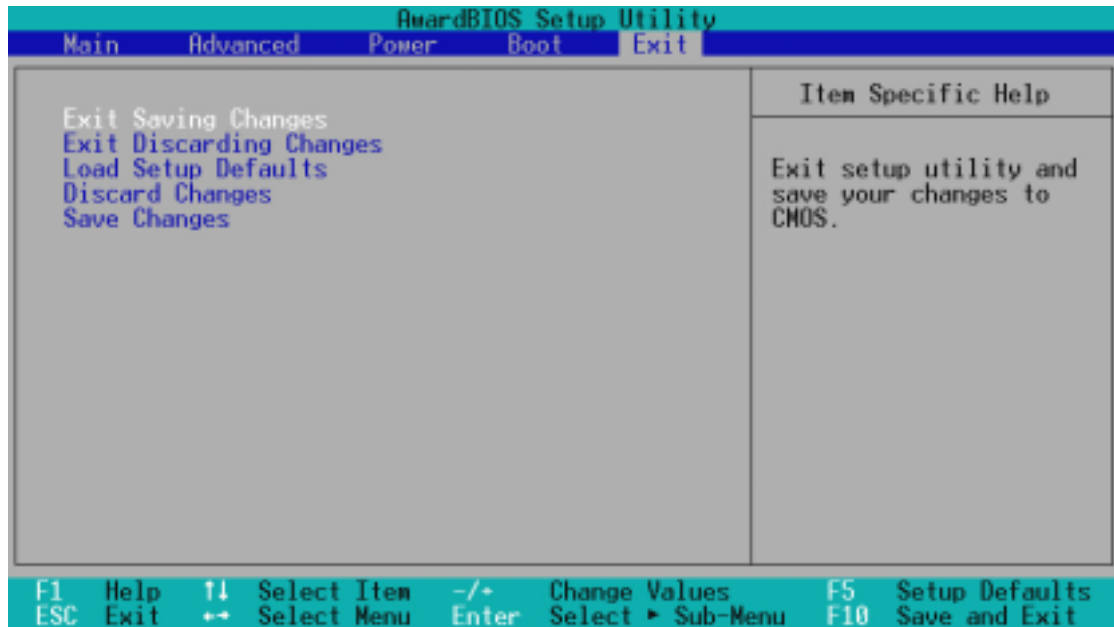 AwardBIOS Setup Utility
Main Advanced Power Boot Exit
Item Specific Help
Exit Saving Changes
Exit Discarding Changes
Load Setup Defaults
Discard Changes
Save Changes
Exit setup utility and
save your changes to
CMOS.
F1 Help ↑↓ Select Item -/+ Change Values F5 Setup Defaults
ESC Exit ←→ Select Menu Enter Select ► Sub-Menu F10 Save and Exit